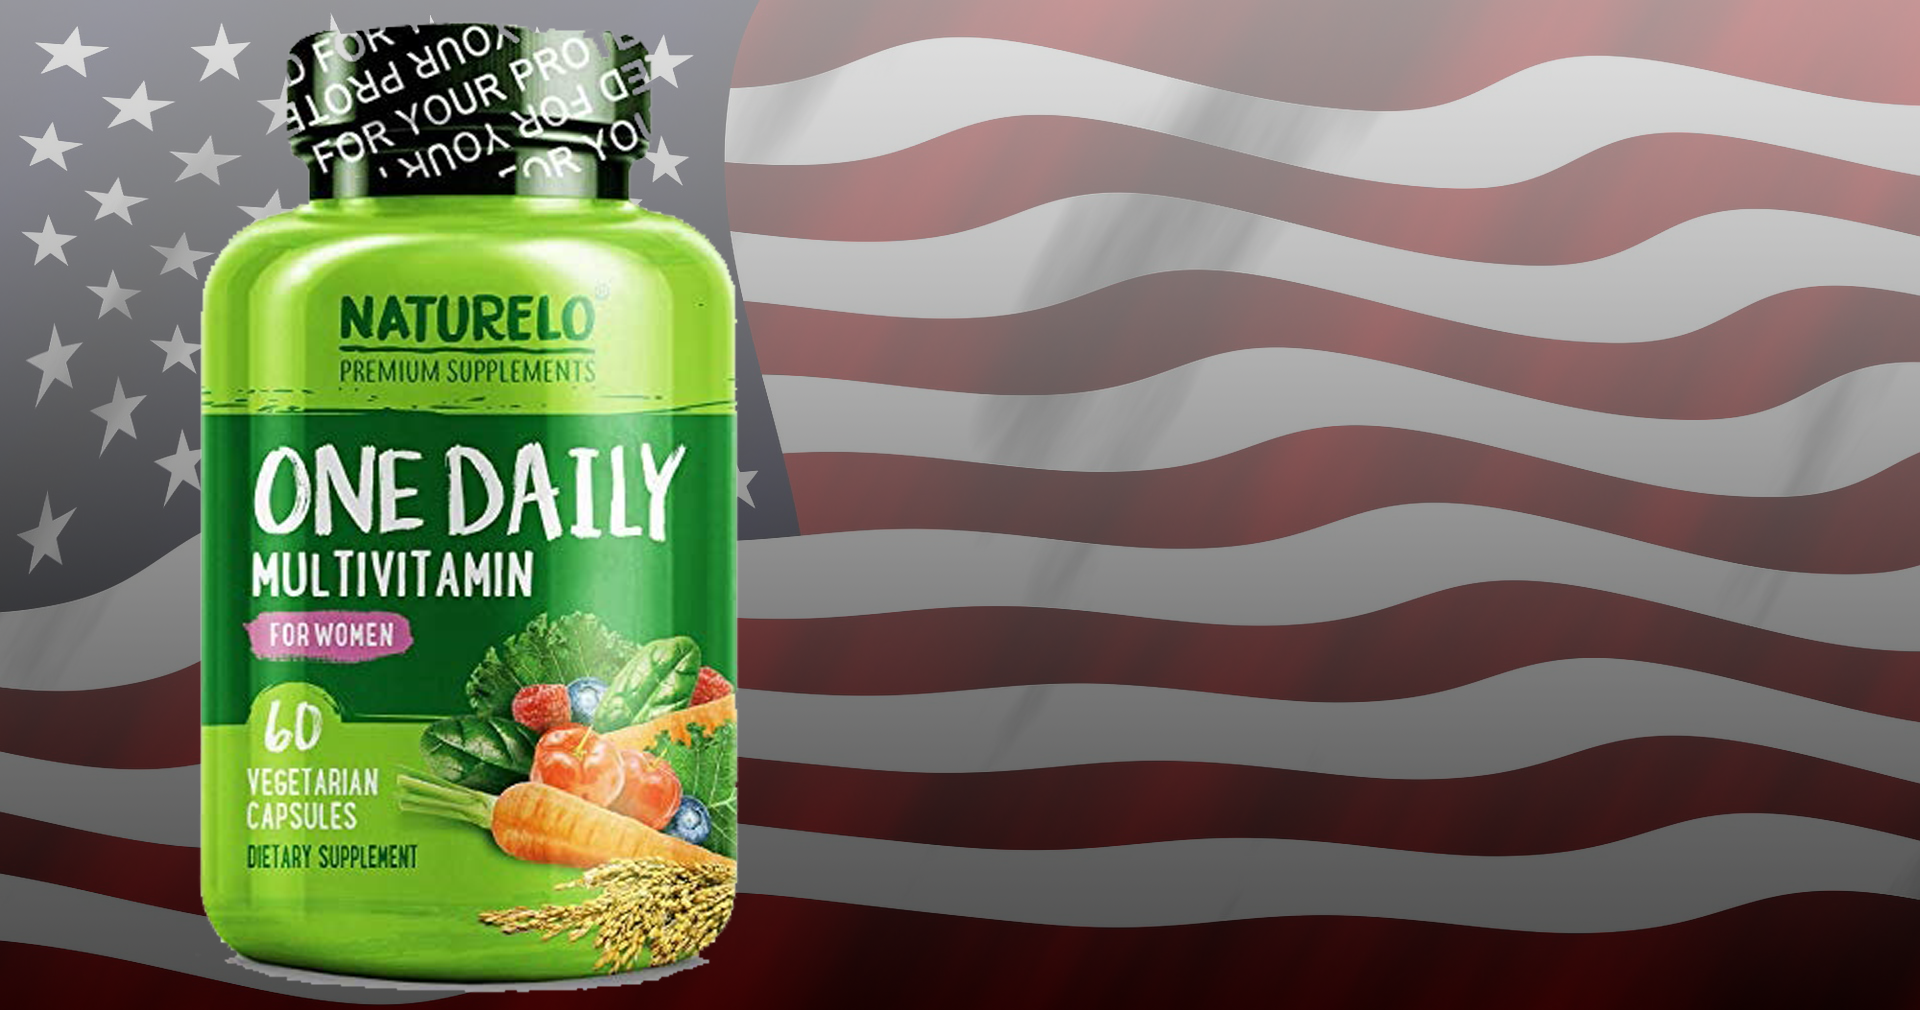 FOR YOUR PRO
FOR YOUR
NATURELO®
PREMIUM SUPPLEMENTS
ONE DAILY
MULTIVITAMIN
FOR WOMEN
60
VEGETARIAN
CAPSULES
DIETARY SUPPLEMENT